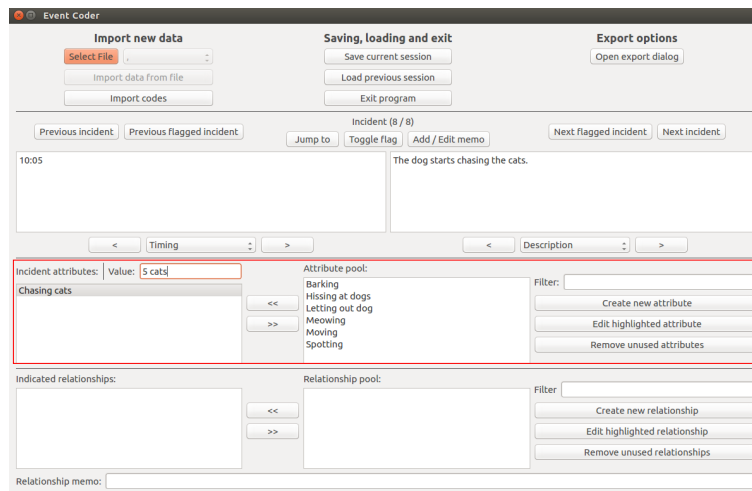 Event Coder
Import new data
Saving, loading and exit
Export options
Select File ,
Save current session
Open export dialog
Import data from file
Load previous session
Import codes
Exit program
Incident (8 / 8)
Previous incident Previous flagged incident
Jump to Toggle flag Add / Edit memo
Next flagged incident Next incident
10:05
The dog starts chasing the cats.
< Timing >
< Description >
Incident attributes: Value: 5 cats
Chasing cats
<<
>>
Attribute pool:
Barking
Hissing at dogs
Letting out dog
Meowing
Moving
Spotting
Filter:
Create new attribute
Edit highlighted attribute
Remove unused attributes
Indicated relationships:
<<
>>
Relationship pool:
Filter
Create new relationship
Edit highlighted relationship
Remove unused relationships
Relationship memo: